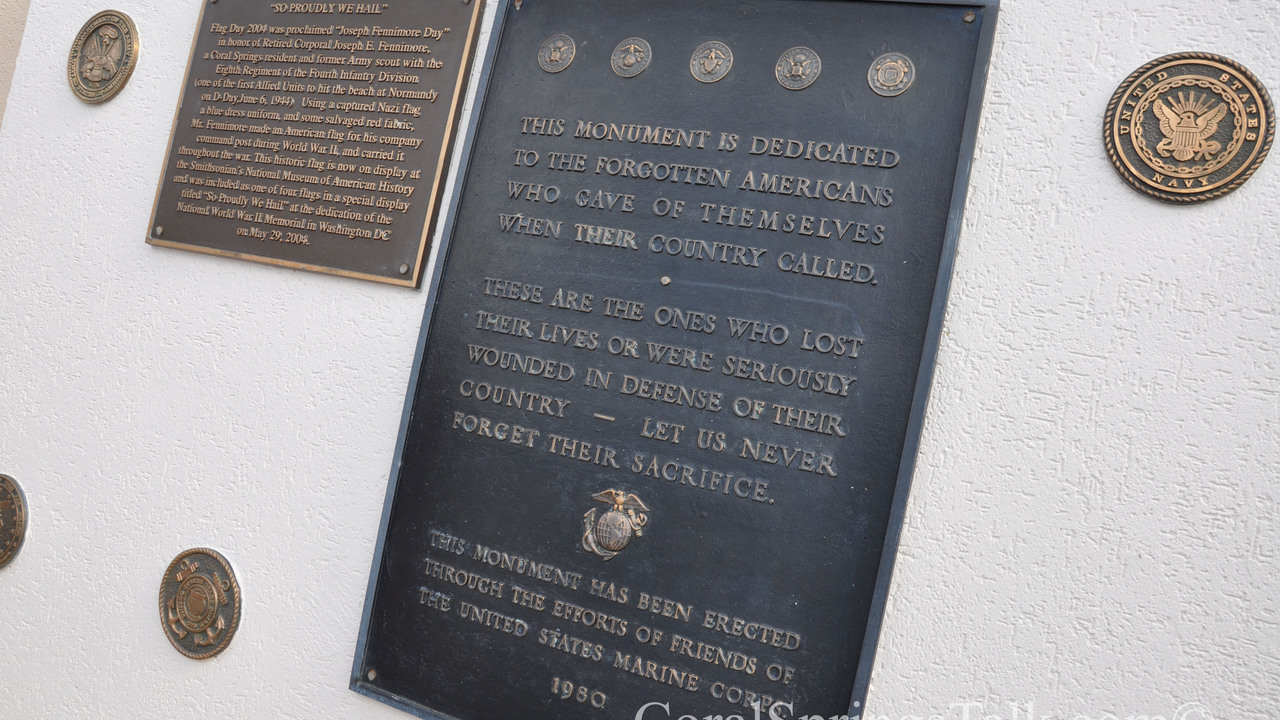 "SO PROUDLY WE HAIL"
Flag Day 2004 was proclaimed "Joseph Fennimore Day"
in honor of Retired Corporal Joseph E. Fennimore,
a Coral Springs resident and former Army scout with the
Eighth Regiment of the Fourth Infantry Division
(one of the first Allied Units to hit the beach at Normandy
on D-Day, June 6, 1944). Using a captured Nazi flag,
a blue dress uniform, and some salvaged red fabric,
Mr. Fennimore made an American flag for his company
command post during World War II, and carried it
throughout the war. This historic flag is now on display at
the Smithsonian's National Museum of American History
and was included as one of four flags in a special display
titled "So Proudly We Hail" at the dedication of the
National World War II Memorial in Washington DC
on May 29, 2004.
THIS MONUMENT IS DEDICATED
TO THE FORGOTTEN AMERICANS
WHO GAVE OF THEMSELVES
WHEN THEIR COUNTRY CALLED.
THESE ARE THE ONES WHO LOST
THEIR LIVES OR WERE SERIOUSLY
WOUNDED IN DEFENSE OF THEIR
COUNTRY — LET US NEVER
FORGET THEIR SACRIFICE.
THIS MONUMENT HAS BEEN ERECTED
THROUGH THE EFFORTS OF FRIENDS OF
THE UNITED STATES MARINE CORPS
1980
UNITED STATES
NAVY
CoralSpringsTalk.com ©